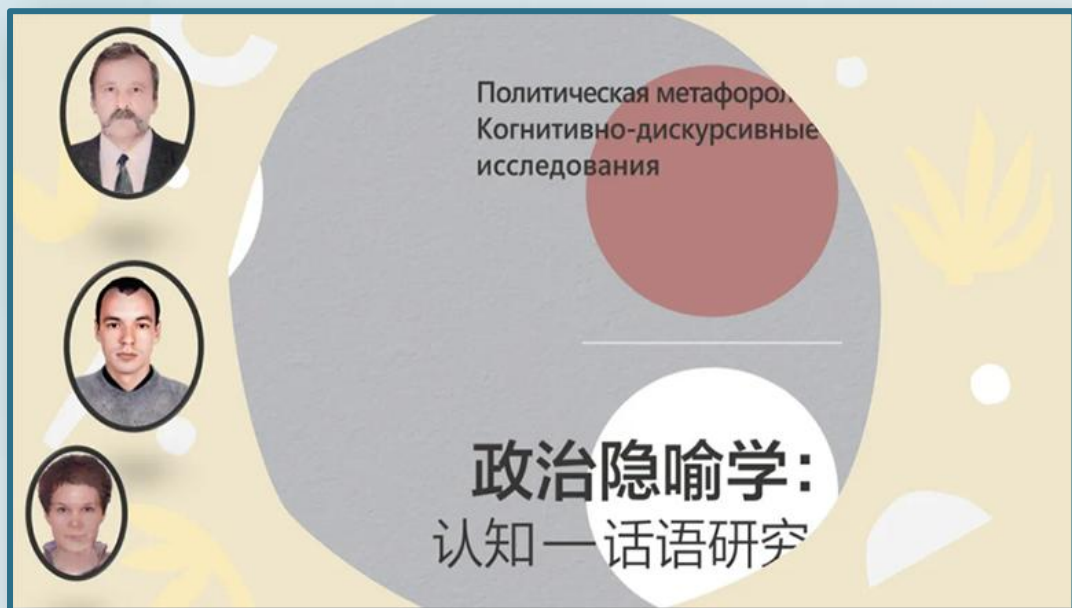 Политическая метафорол
Когнитивно-дискурсивные
исследования
政治隐喻学:
认知—话语研究